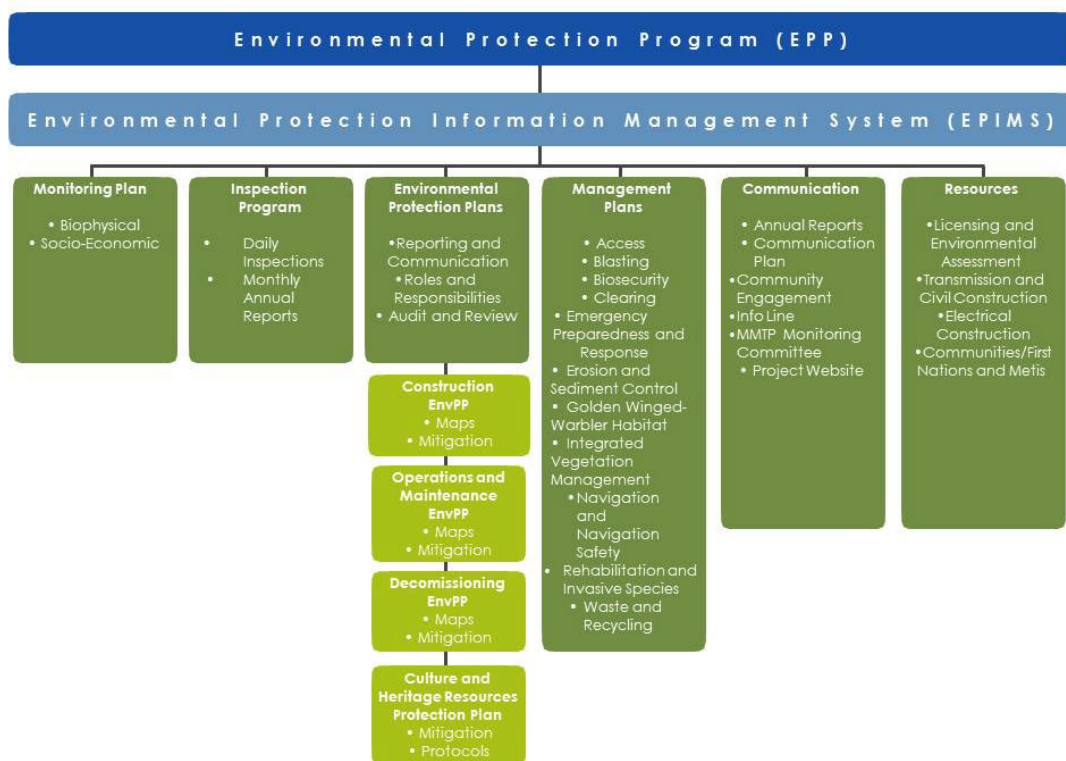 Environmental Protection Program (EPP)
Environmental Protection Information Management System (EPIMS)
Monitoring Plan
• Biophysical
• Socio-Economic
Inspection
Program
• Daily
Inspections
• Monthly
Annual
Reports
Environmental
Protection Plans
•Reporting and
Communication
•Roles and
Responsibilities
• Audit and Review
Construction
EnvPP
• Maps
• Mitigation
Operations and
Maintenance
EnvPP
• Maps
• Mitigation
Decomissioning
EnvPP
• Maps
• Mitigation
Culture and
Heritage Resources
Protection Plan
• Mitigation
• Protocols
Management
Plans
• Access
• Blasting
• Biosecurity
• Clearing
• Emergency
Preparedness and
Response
• Erosion and
Sediment Control
• Golden Winged-
Warbler Habitat
• Integrated
Vegetation
Management
•Navigation
and
Navigation
Safety
• Rehabilitation and
Invasive Species
• Waste and
Recycling
Communication
• Annual Reports
• Communication
Plan
•Community
Engagement
•Info Line
•MMTP Monitoring
Committee
• Project Website
Resources
•Licensing and
Environmental
Assessment
•Transmission and
Civil Construction
•Electrical
Construction
•Communities/First
Nations and Metis